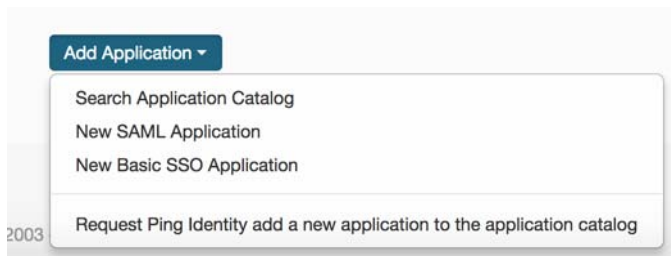 Add Application
Search Application Catalog
New SAML Application
New Basic SSO Application
Request Ping Identity add a new application to the application catalog
2003